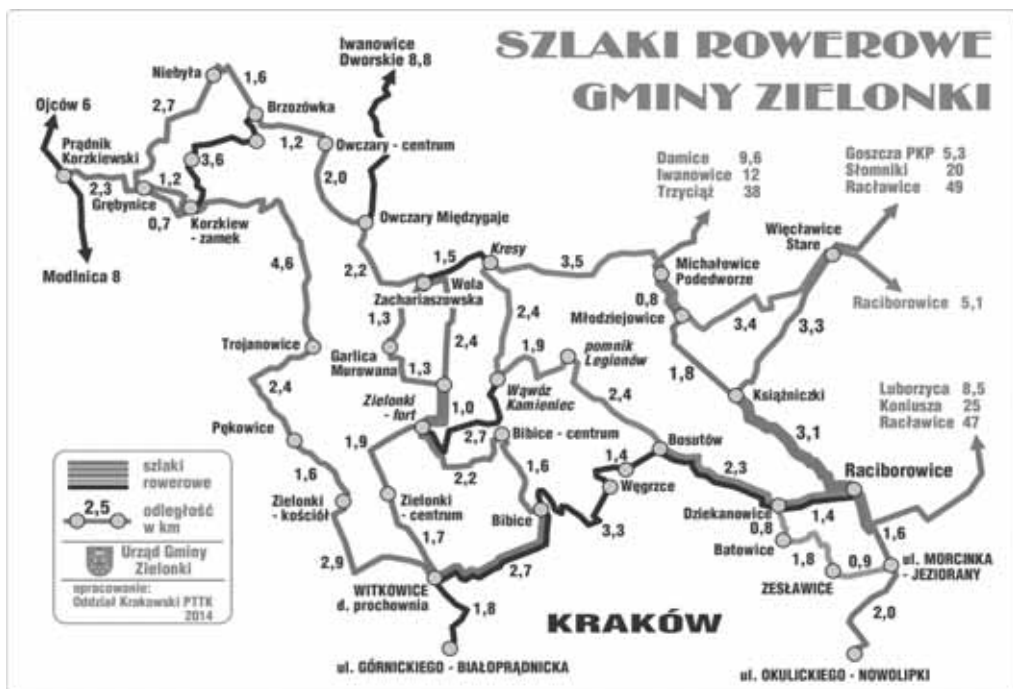 SZLAKI ROWEROWE
GMINY ZIELONKI
Iwanowice
Dworskie 8,8
Niebyła
1,6
Ojców 6
2,7
Brzozówka
Prądnik
Korzkiewski
3,6
1,2
Owczary - centrum
Damice 9,6
Iwanowice 12
Trzyciąż 38
Goszcza PKP 5,3
Słomniki 20
Racławice 49
2,3
1,2
Grębynice
0,7
Korzkiew
- zamek
2,0
Owczary Międzygaje
Modlnica 8
4,6
2,2
1,5
Kresy
3,5
Więcławice
Stare
Michałowice
Podedworze
Wola
Zachariaszowska
0,8
Raciborowice 5,1
Młodziejowice
3,4
3,3
1,3
2,4
2,4
Trojanowice
Garlica
Murowana
1,3
1,9
pomnik
Legionów
1,8
2,4
Zielonki
- fort
1,0
Wąwóz
Kamieniec
2,4
Książniczki
Luborzyca 8,5
Koniusza 25
Racławice 47
Pękowice
1,9
2,7
Bibice - centrum
Bosutów
3,1
szlaki
rowerowe
2,2
1,6
1,4
2,3
Raciborowice
1,6
2,5
odległość
w km
Zielonki
- kościół
Zielonki
- centrum
Bibice
Węgrzce
3,3
Dziekanowice
1,4
0,8
Batowice
1,6
Urząd Gminy
Zielonki
2,9
1,7
2,7
1,8
0,9
ul. MORCINKA
- JEZIORANY
ZESŁAWICE
opracowanie:
Oddział Krakowski PTTK
2014
WITKOWICE
d. prochownia
1,8
KRAKÓW
2,0
ul. GÓRNICKIEGO - BIAŁOPRĄDNICKA
ul. OKULICKIEGO - NOWOLIPKI